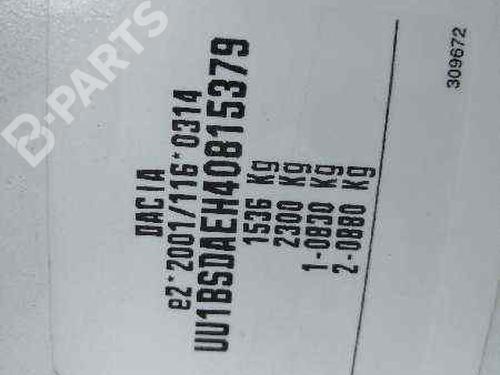 DACIA
e2*2001/116*0314
UU1BSDAEH40815379
1536 Kg
2300 Kg
1-0830 Kg
2-0880 Kg
309672
B-PARTS